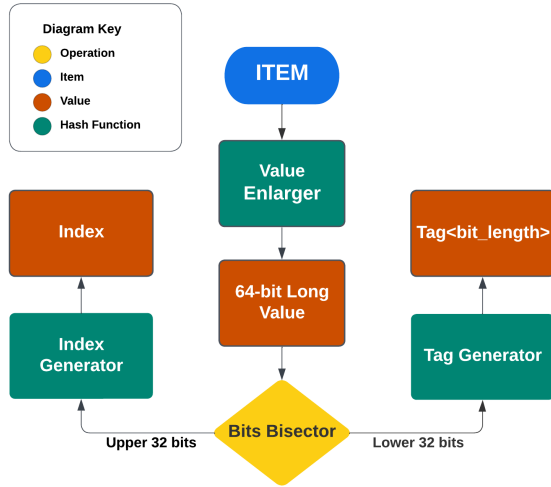 Diagram Key
Operation
Item
Value
Hash Function
ITEM
Value
Enlarger
Index
64-bit Long
Value
Tag<bit_length>
Index
Generator
Tag Generator
Bits Bisector
Upper 32 bits
Lower 32 bits